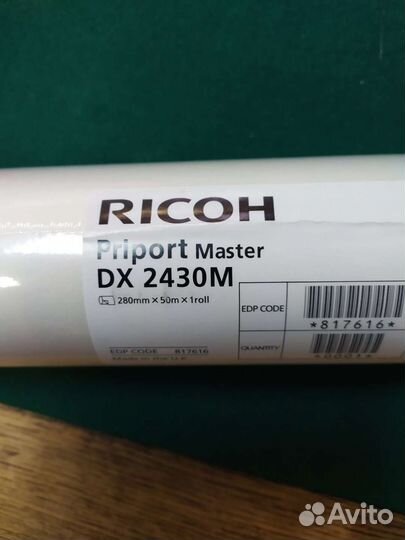 RICOH
Priport Master
DX 2430M
280mm × 50m × 1roll
EDP CODE
*817616*
EDP CODE 817616
QUANTITY
*0001*
Made in the U.K.
Avito